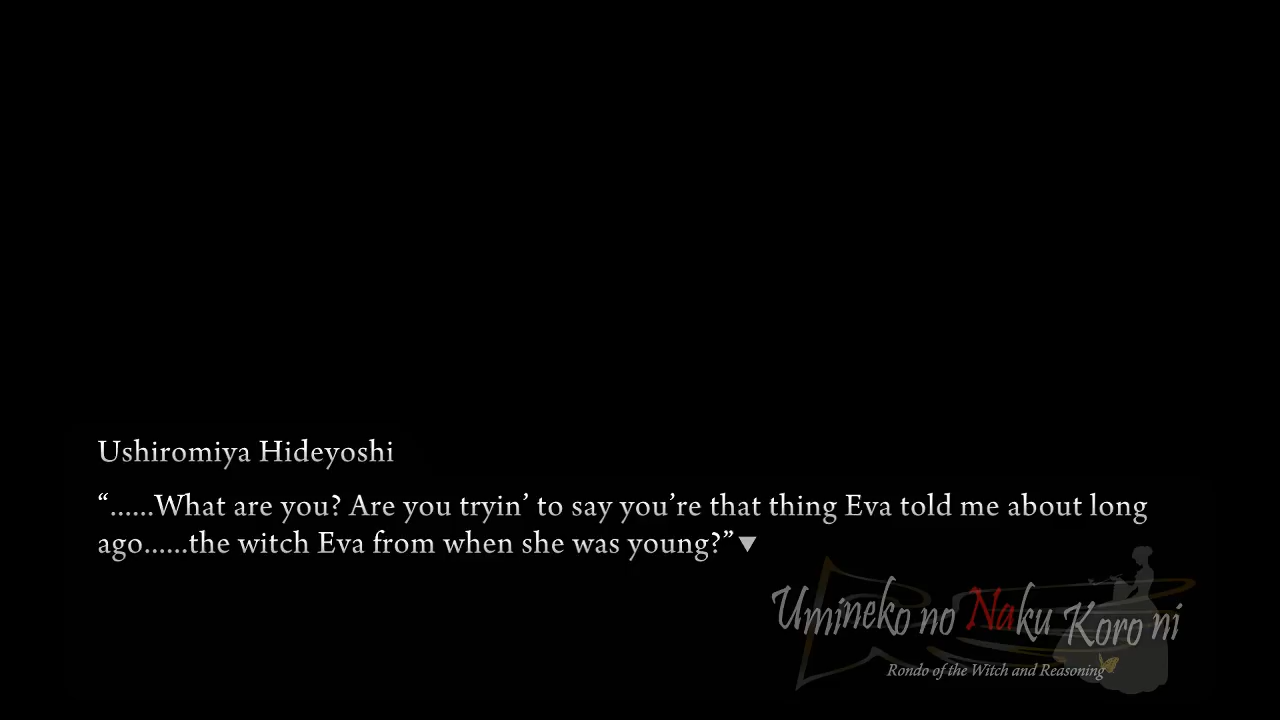 Ushiromiya Hideyoshi
“......What are you? Are you tryin’ to say you’re that thing Eva told me about long
ago......the witch Eva from when she was young?”▼
Umineko no Naku Koro ni
Rondo of the Witch and Reasoning